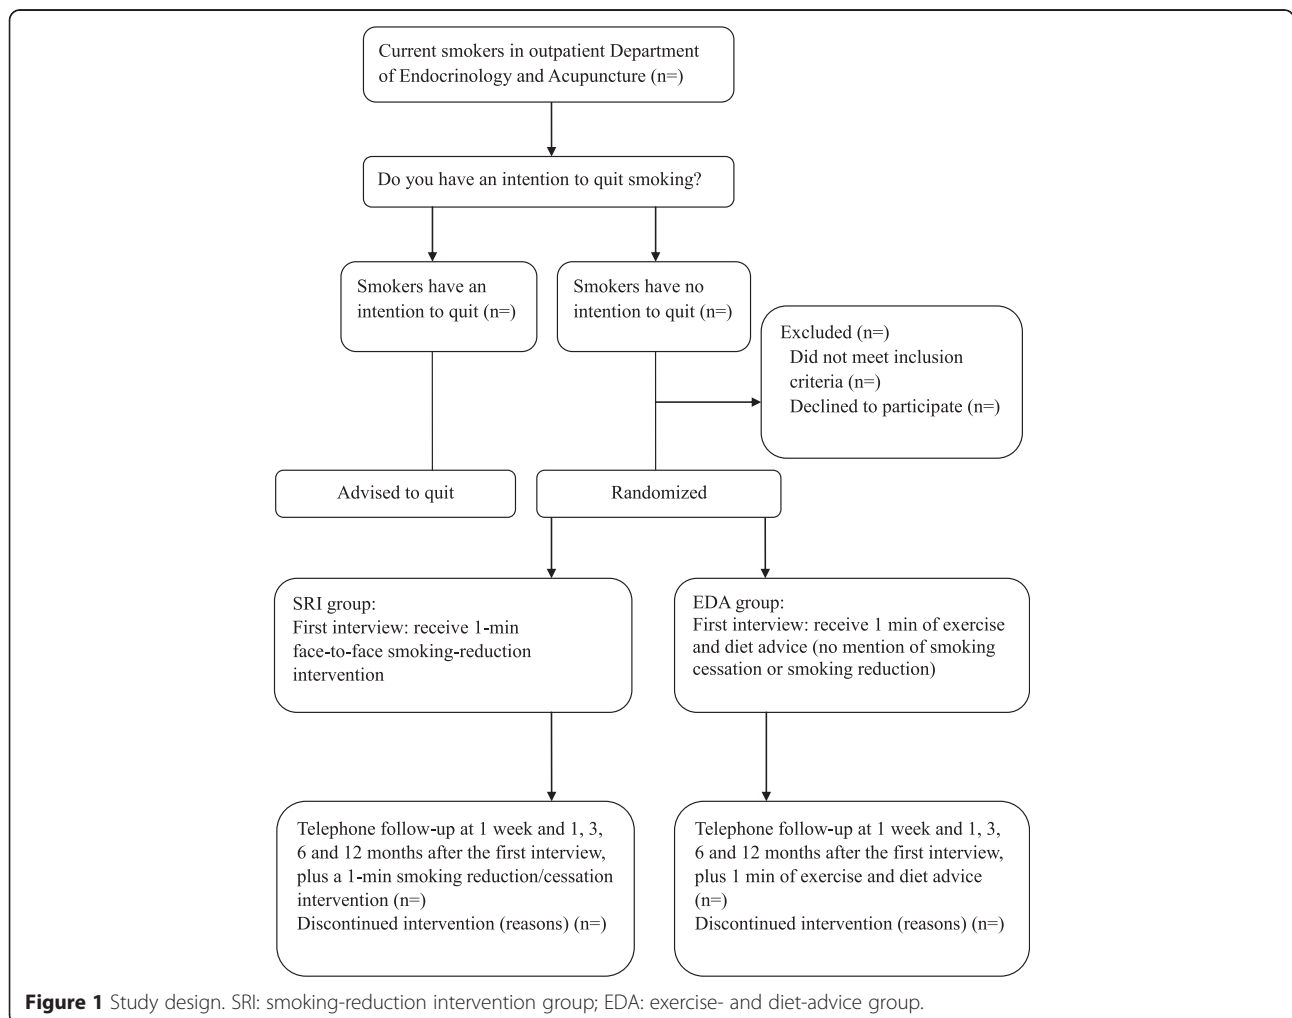 Current smokers in outpatient Department
of Endocrinology and Acupuncture (n=)
Do you have an intention to quit smoking?
Smokers have an
intention to quit (n=)
Smokers have no
intention to quit (n=)
Excluded (n=)
Did not meet inclusion
criteria (n=)
Declined to participate (n=)
Advised to quit
Randomized
SRI group:
First interview: receive 1-min
face-to-face smoking-reduction
intervention
EDA group:
First interview: receive 1 min of exercise
and diet advice (no mention of smoking
cessation or smoking reduction)
Telephone follow-up at 1 week and 1, 3,
6 and 12 months after the first interview,
plus a 1-min smoking reduction/cessation
intervention (n=)
Discontinued intervention (reasons) (n=)
Telephone follow-up at 1 week and 1, 3,
6 and 12 months after the first interview,
plus 1 min of exercise and diet advice
(n=)
Discontinued intervention (reasons) (n=)
Figure 1 Study design. SRI: smoking-reduction intervention group; EDA: exercise- and diet-advice group.